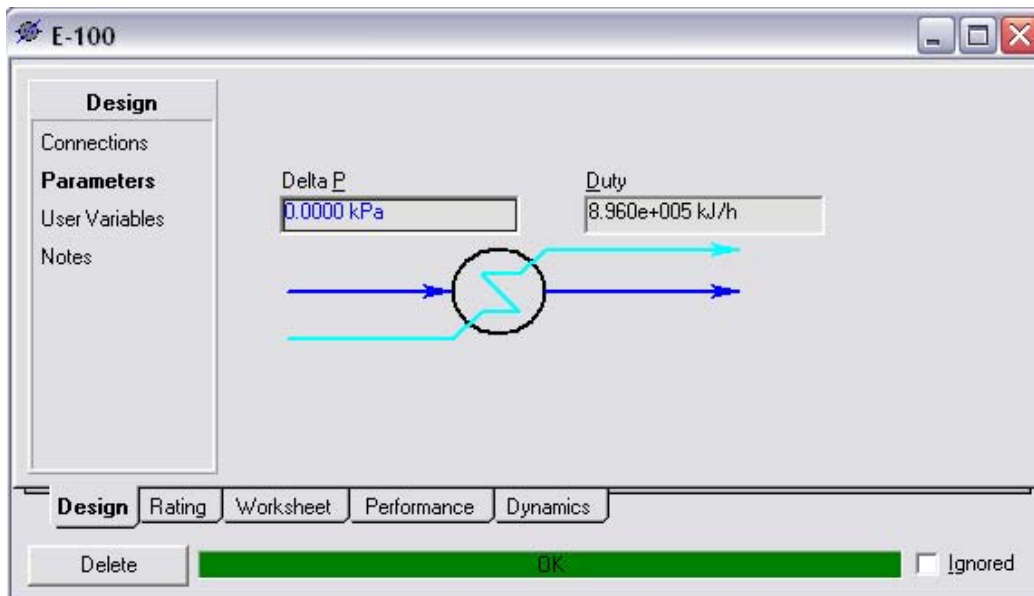 E-100
Design
Connections
Parameters
User Variables
Notes
Delta P
Duty
0.0000 kPa
8.960e+005 kJ/h
Design Rating Worksheet Performance Dynamics
Delete
OK
Ignored